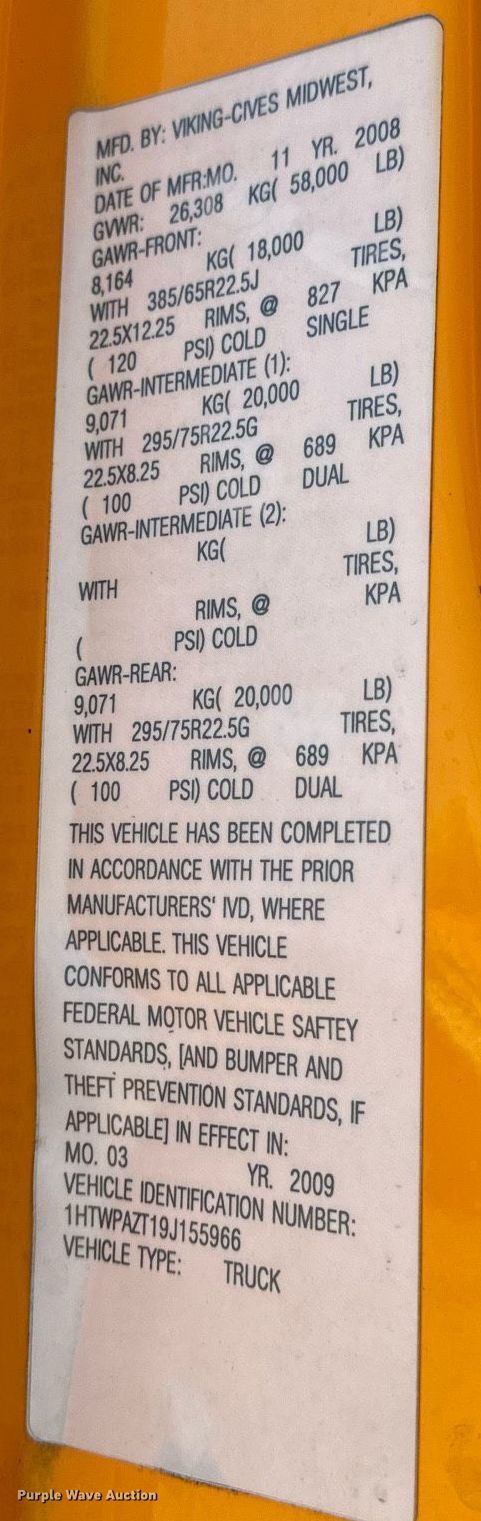 MFD. BY: VIKING-CIVES MIDWEST,
INC.
DATE OF MFR:MO. 11 YR. 2008
GVWR: 26,308 KG( 58,000 LB)
GAWR-FRONT:
8,164 KG( 18,000 LB)
WITH 385/65R22.5J TIRES,
22.5X12.25 RIMS, @ 827 KPA
( 120 PSI) COLD SINGLE
GAWR-INTERMEDIATE (1):
9,071 KG( 20,000 LB)
WITH 295/75R22.5G TIRES,
22.5X8.25 RIMS, @ 689 KPA
( 100 PSI) COLD DUAL
GAWR-INTERMEDIATE (2):
KG( LB)
WITH TIRES,
RIMS, @ KPA
( PSI) COLD
GAWR-REAR:
9,071 KG( 20,000 LB)
WITH 295/75R22.5G TIRES,
22.5X8.25 RIMS, @ 689 KPA
( 100 PSI) COLD DUAL
THIS VEHICLE HAS BEEN COMPLETED
IN ACCORDANCE WITH THE PRIOR
MANUFACTURERS' IVD, WHERE
APPLICABLE. THIS VEHICLE
CONFORMS TO ALL APPLICABLE
FEDERAL MOTOR VEHICLE SAFTEY
STANDARDS, [AND BUMPER AND
THEFT PREVENTION STANDARDS, IF
APPLICABLE] IN EFFECT IN:
MO. 03 YR. 2009
VEHICLE IDENTIFICATION NUMBER:
1HTWPAZT19J155966
VEHICLE TYPE: TRUCK
Purple Wave Auction